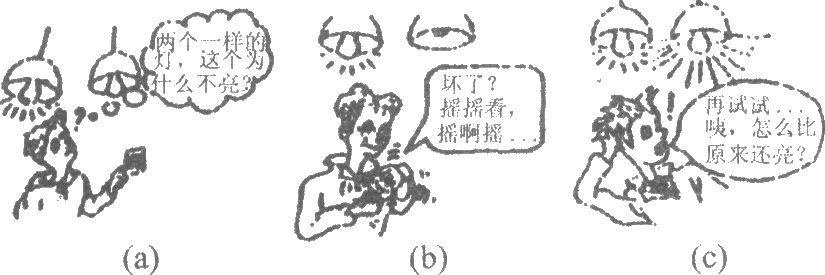 两个一样的
灯，这个为
什么不亮？
坏了？
摇摇看，
摇啊摇…
再试试…
咦，怎么比
原来还亮？
(a)
(b)
(c)